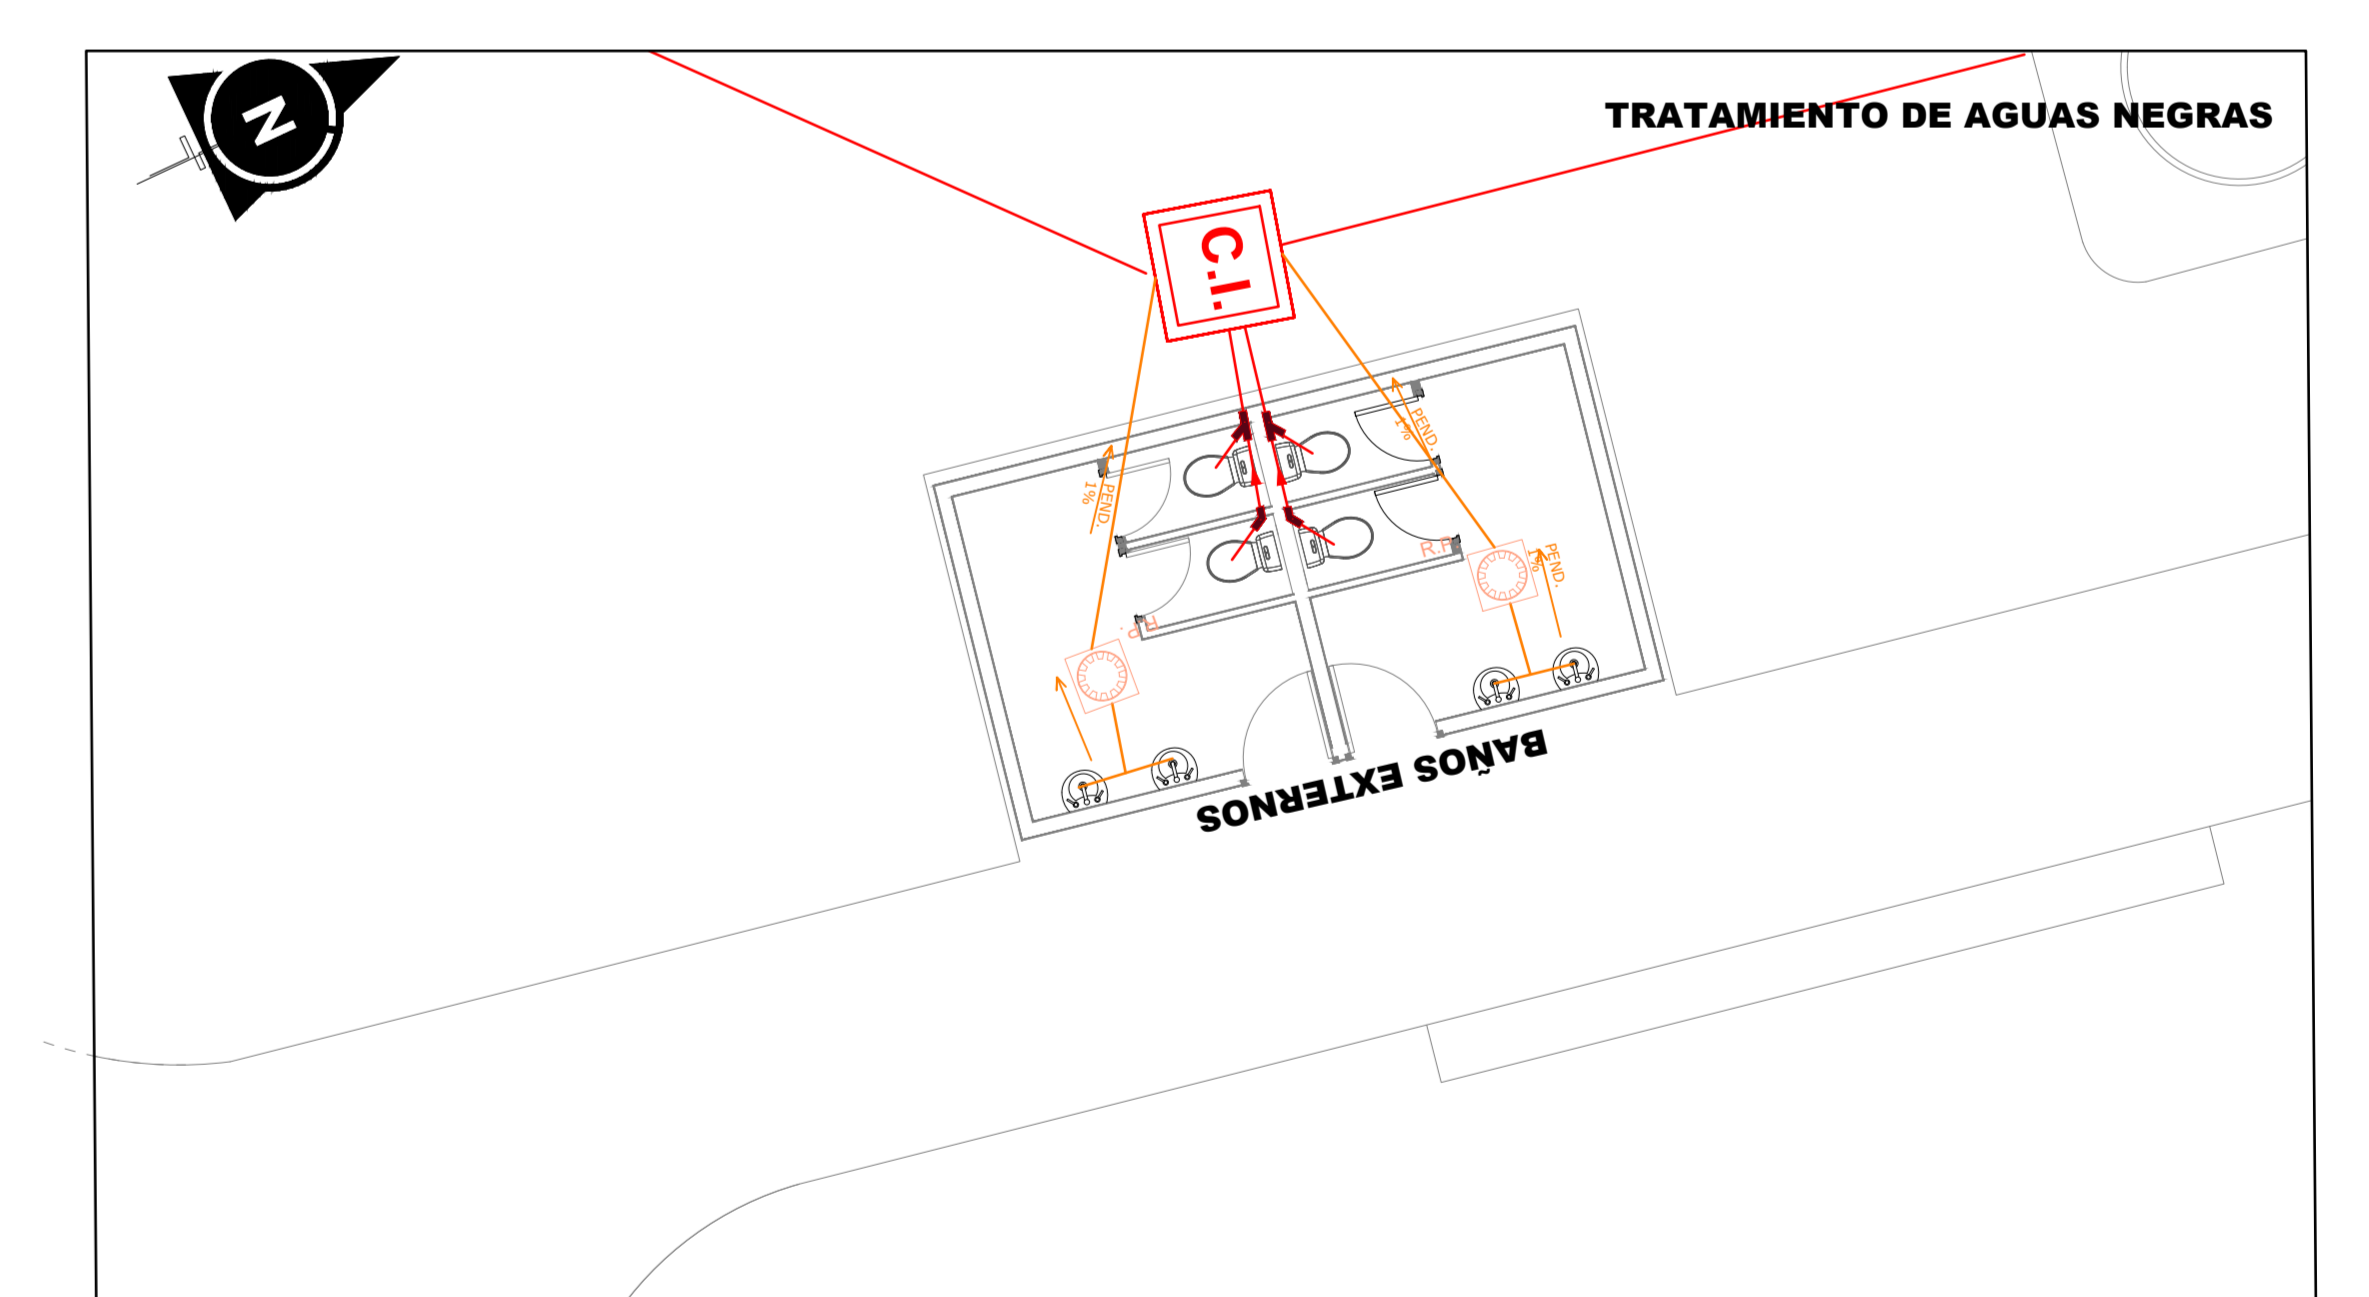 N
TRATAMIENTO DE AGUAS NEGRAS
C.I.
PEND.
1%
PEND.
1%
R.P.
PEND.
1%
R.P.
BAÑOS EXTERNOS